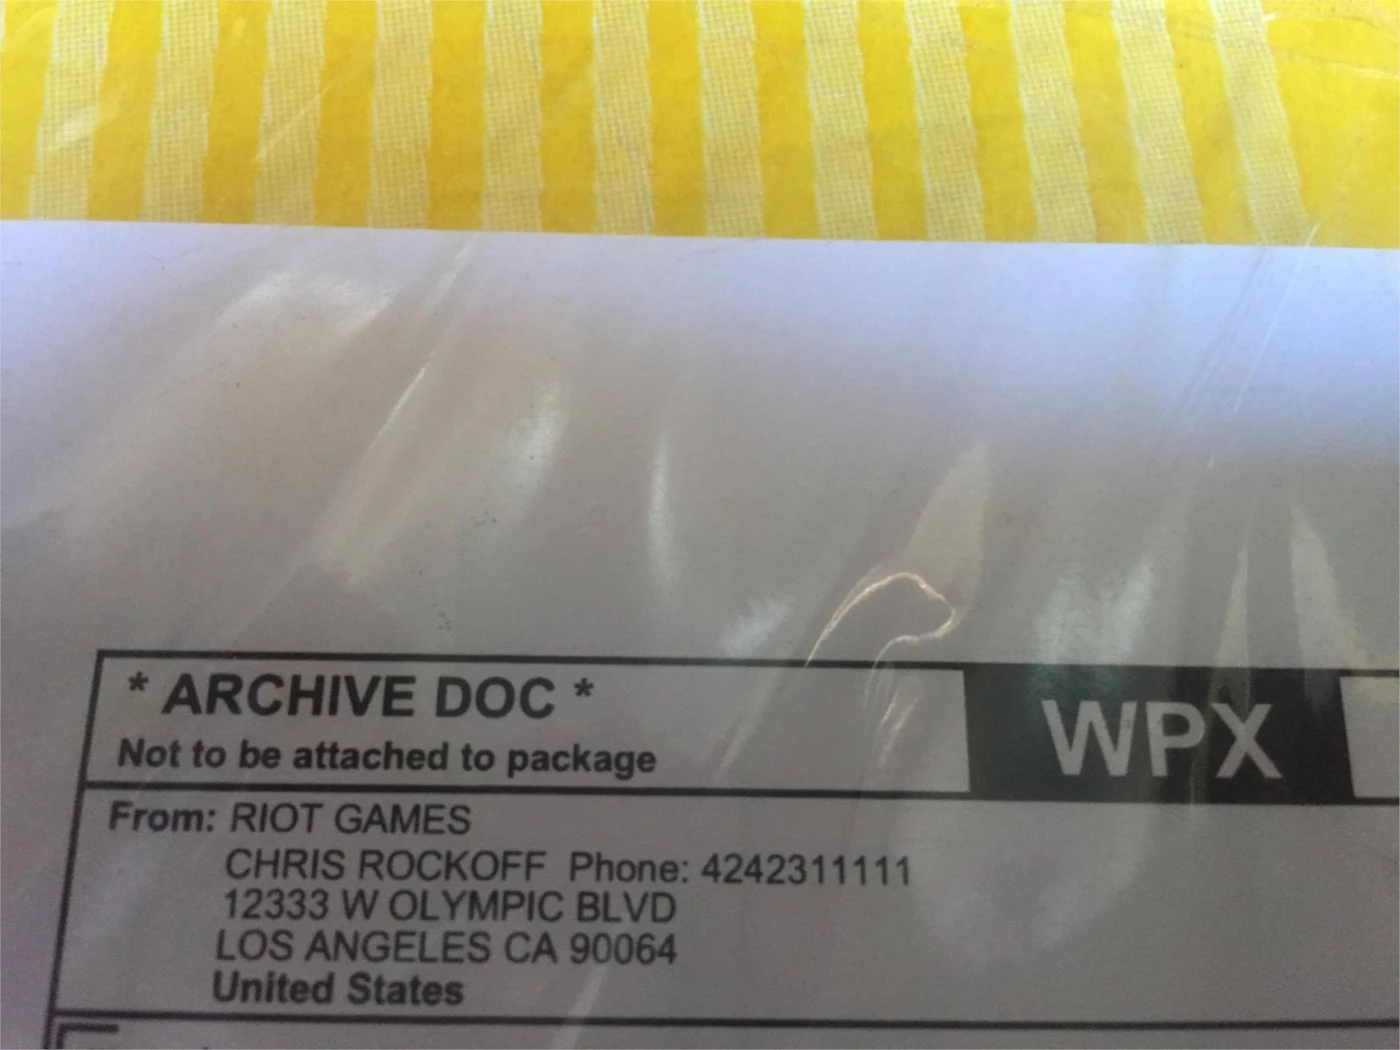 * ARCHIVE DOC *
Not to be attached to package
WPX
From: RIOT GAMES
CHRIS ROCKOFF Phone: 4242311111
12333 W OLYMPIC BLVD
LOS ANGELES CA 90064
United States